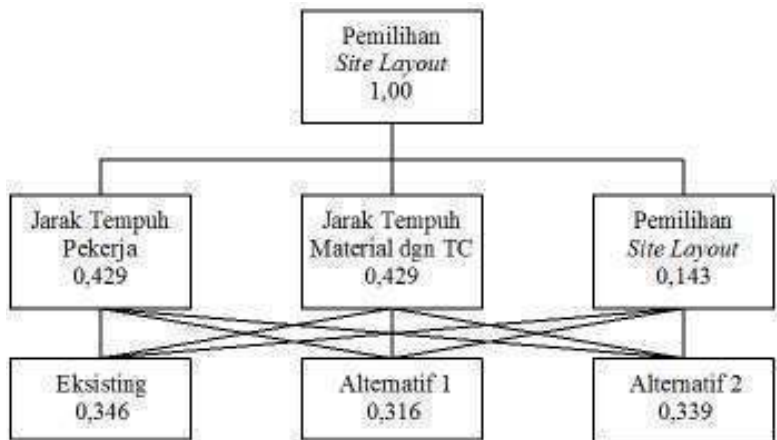 Pemilihan
Site Layout
1,00
Jarak Tempuh
Pekerja
0,429
Jarak Tempuh
Material dgn TC
0,429
Pemilihan
Site Layout
0,143
Eksisting
0,346
Alternatif 1
0,316
Alternatif 2
0,339